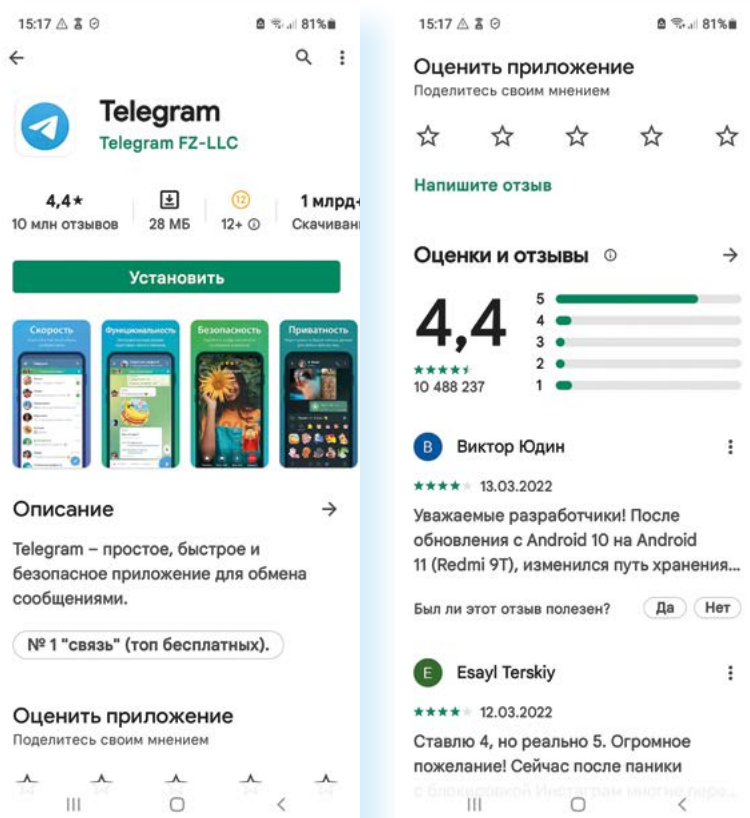 15:17
81%
Telegram
Telegram FZ-LLC
4,4★
10 млн отзывов
28 МБ
12
12+
1 млрд+
Скачиван
Установить
Скорость
Функциональность
Безопасность
Приватность
Описание
Telegram – простое, быстрое и
безопасное приложение для обмена
сообщениями.
№ 1 "связь" (топ бесплатных).
Оценить приложение
Поделитесь своим мнением
15:17
81%
Оценить приложение
Поделитесь своим мнением
Напишите отзыв
Оценки и отзывы
4,4
5
4
3
2
1
10 488 237
В
Виктор Юдин
13.03.2022
Уважаемые разработчики! После
обновления с Android 10 на Android
11 (Redmi 9T), изменился путь хранения...
Был ли этот отзыв полезен?
Да
Нет
E
Esayl Terskiy
12.03.2022
Ставлю 4, но реально 5. Огромное
пожелание! Сейчас после паники
с блокировкой Инстаграм многие пере...